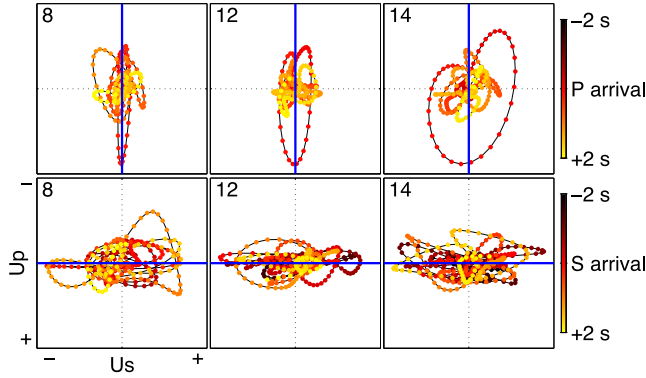 8 12 14
−2 s
P arrival
+2 s
8 12 14
−2 s
S arrival
+2 s
Up
−
+
− +
Us